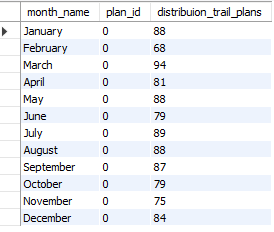 month_name plan_id distribuion_trail_plans
January 0 88
February 0 68
March 0 94
April 0 81
May 0 88
June 0 79
July 0 89
August 0 88
September 0 87
October 0 79
November 0 75
December 0 84